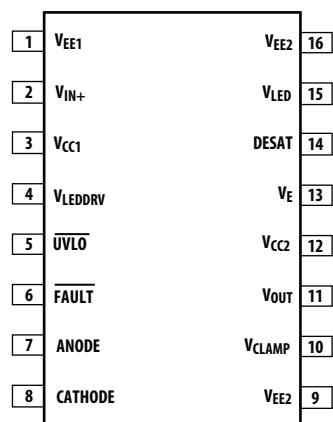 1 VEE1 VEE2 16
2 VIN+ VLED 15
3 VCC1 DESAT 14
4 VLEDDRV VE 13
5 UVLO VCC2 12
6 FAULT VOUT 11
7 ANODE VCLAMP 10
8 CATHODE VEE2 9